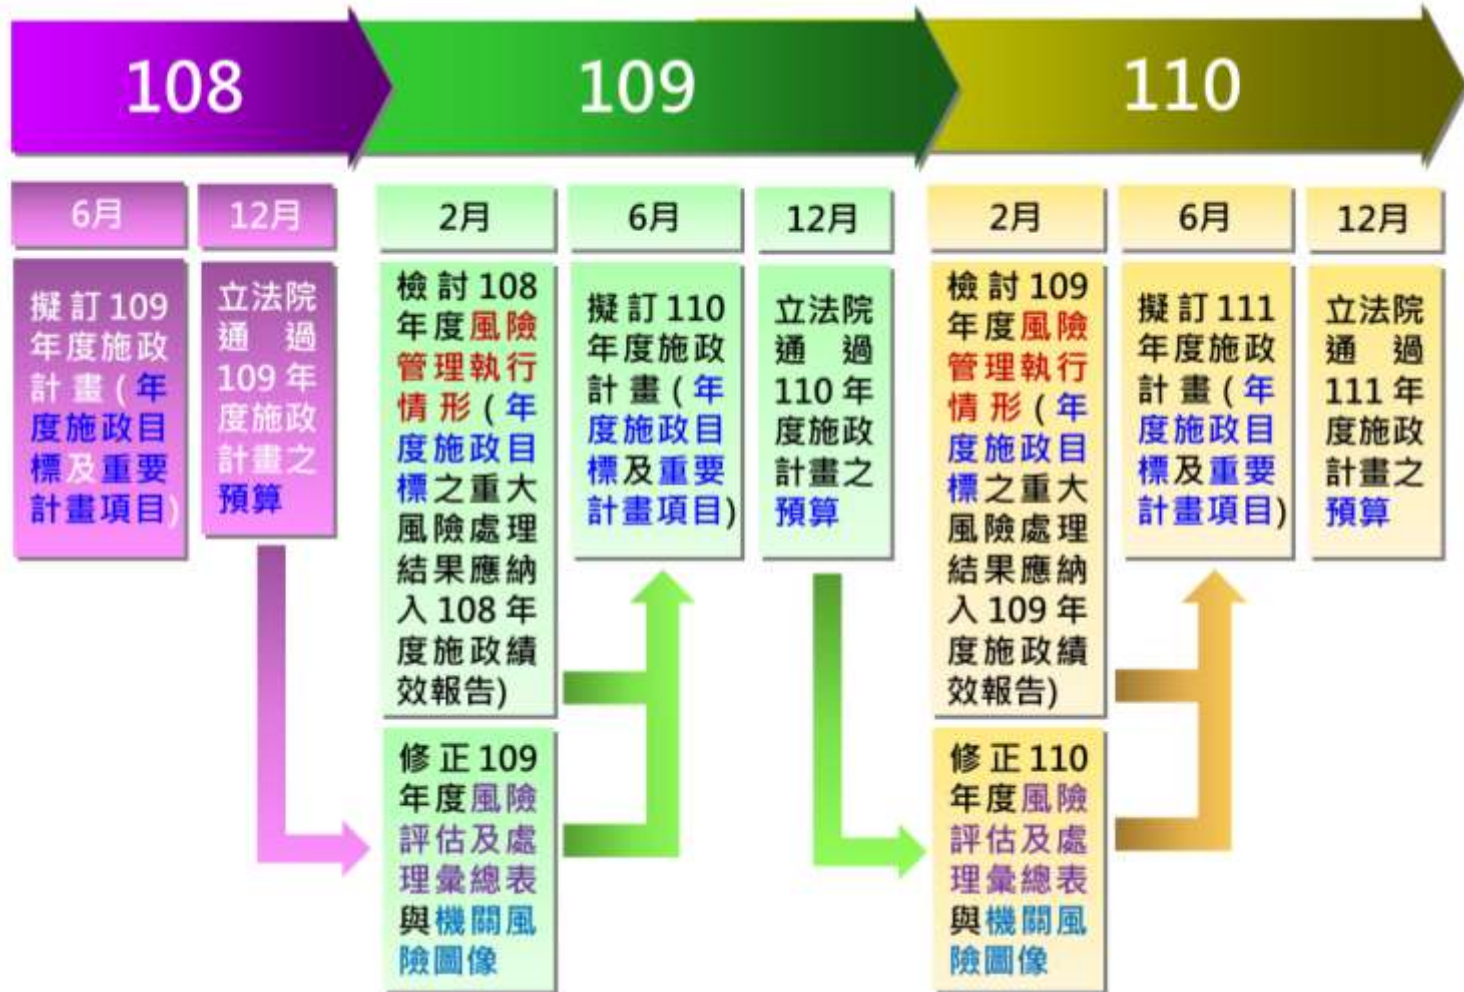 108
109
110
6月
12月
2月
6月
12月
2月
6月
12月
擬訂109
年度施政
計畫(年
度施政目
標及重要
計畫項目)
立法院
通過
109年
度施政
計畫之
預算
檢討108
年度風險
管理執行
情形(年
度施政目
標之重大
風險處理
結果應納
入108年
度施政績
效報告)
修正109
年度風險
評估及處
理彙總表
與機關風
險圖像
擬訂110
年度施政
計畫(年
度施政目
標及重要
計畫項目)
立法院
通過
110年
度施政
計畫之
預算
檢討109
年度風險
管理執行
情形(年
度施政目
標之重大
風險處理
結果應納
入109年
度施政績
效報告)
修正110
年度風險
評估及處
理彙總表
與機關風
險圖像
擬訂111
年度施政
計畫(年
度施政目
標及重要
計畫項目)
立法院
通過
111年
度施政
計畫之
預算